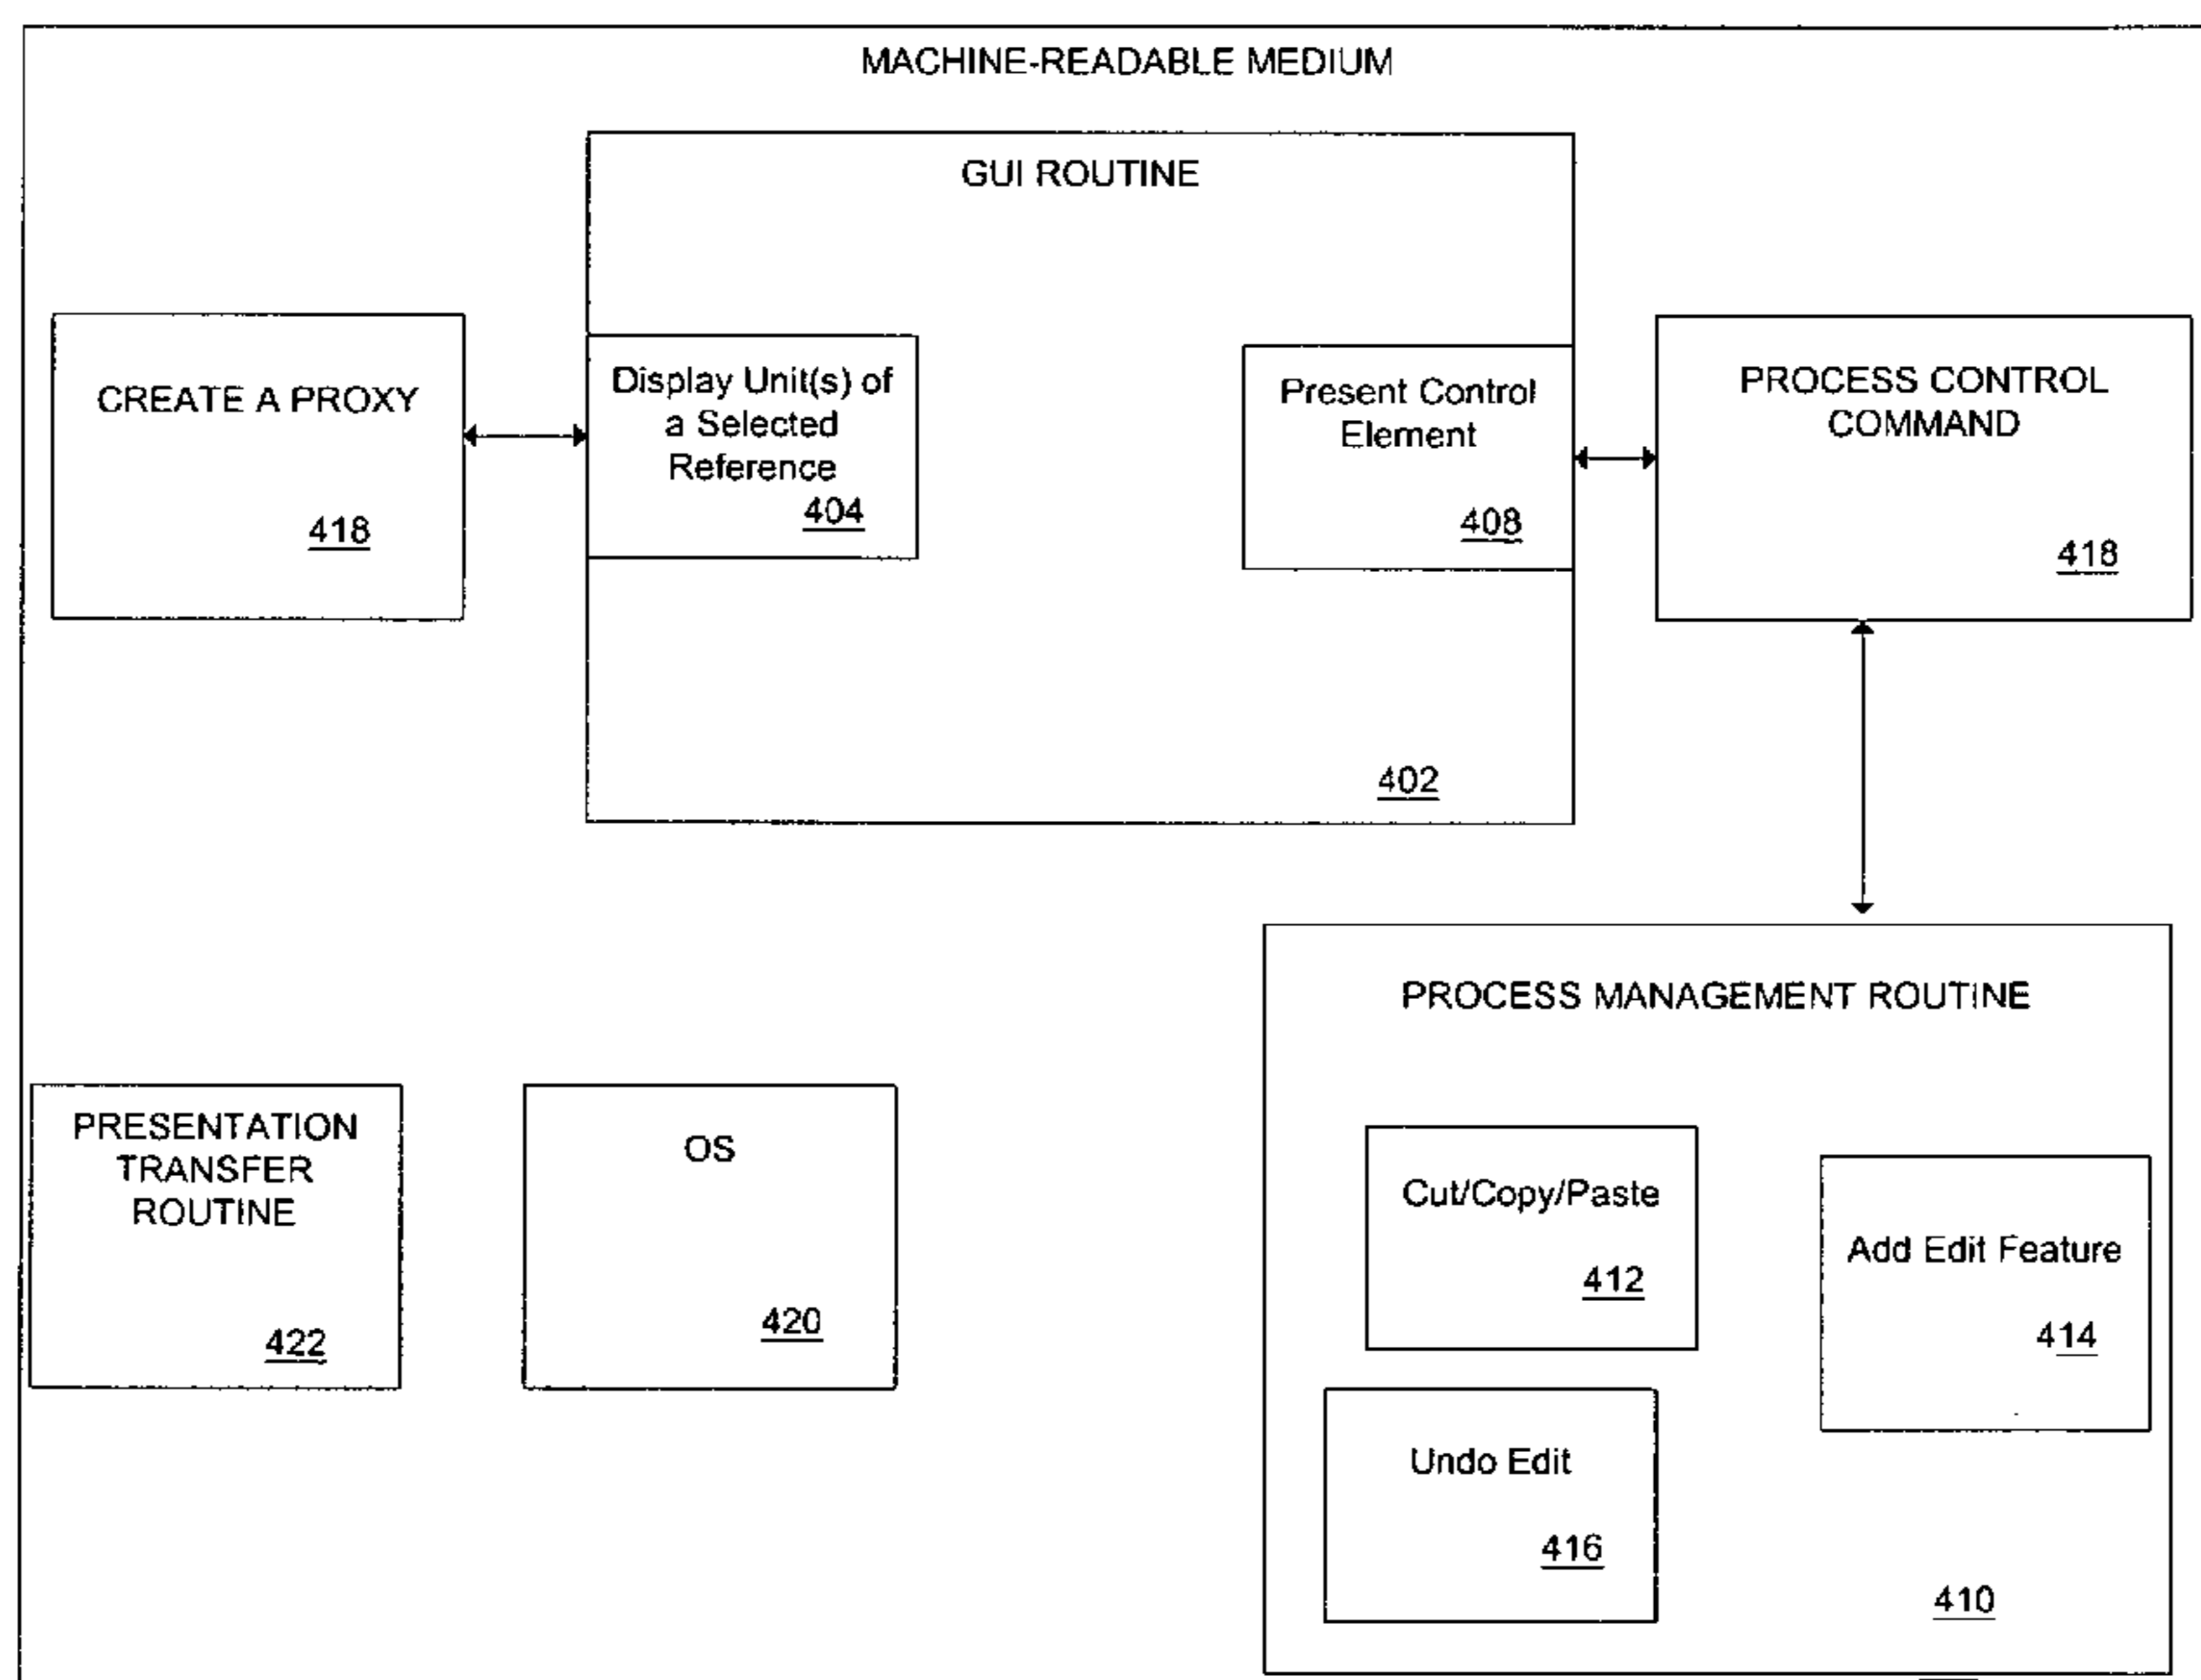 MACHINE-READABLE MEDIUM
GUI ROUTINE
CREATE A PROXY
418
Display Unit(s) of
a Selected
Reference
404
Present Control
Element
408
PROCESS CONTROL
COMMAND
418
402
PROCESS MANAGEMENT ROUTINE
PRESENTATION
TRANSFER
ROUTINE
422
OS
420
Cut/Copy/Paste
412
Add Edit Feature
414
Undo Edit
416
410